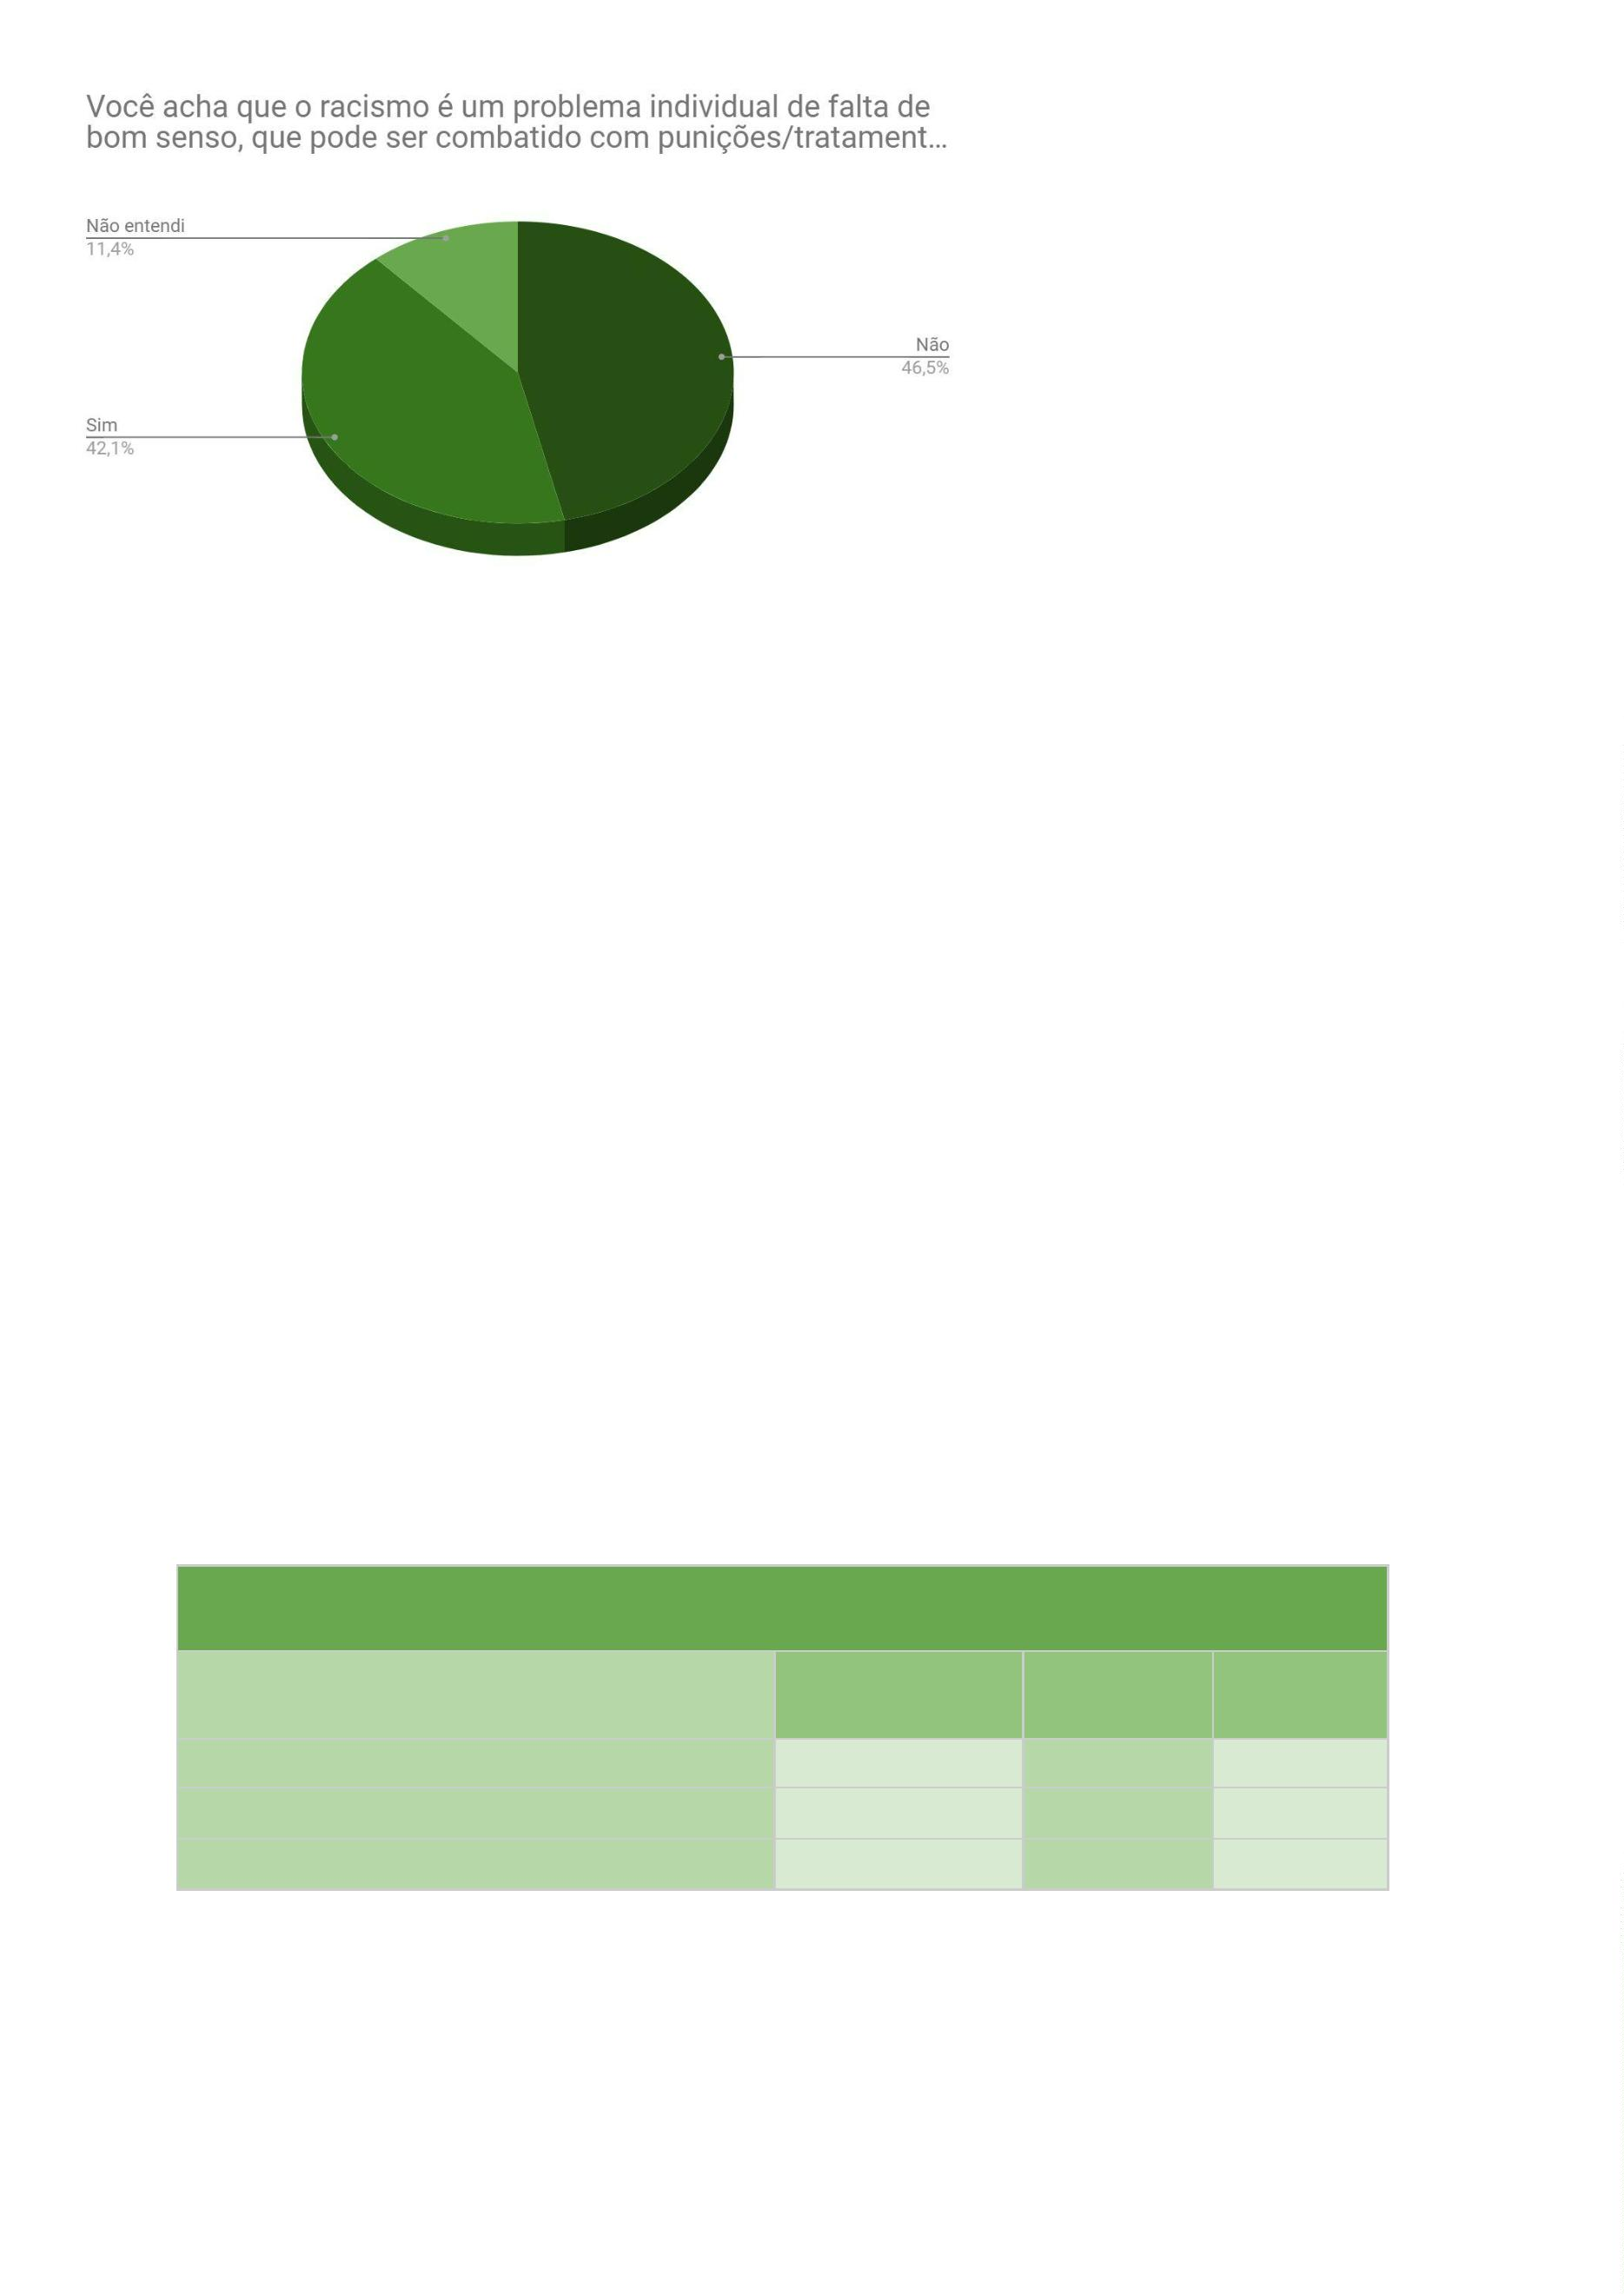 Você acha que o racismo é um problema individual de falta de
bom senso, que pode ser combatido com punições/tratament...
Não entendi
11,4%
Não
46,5%
Sim
42,1%